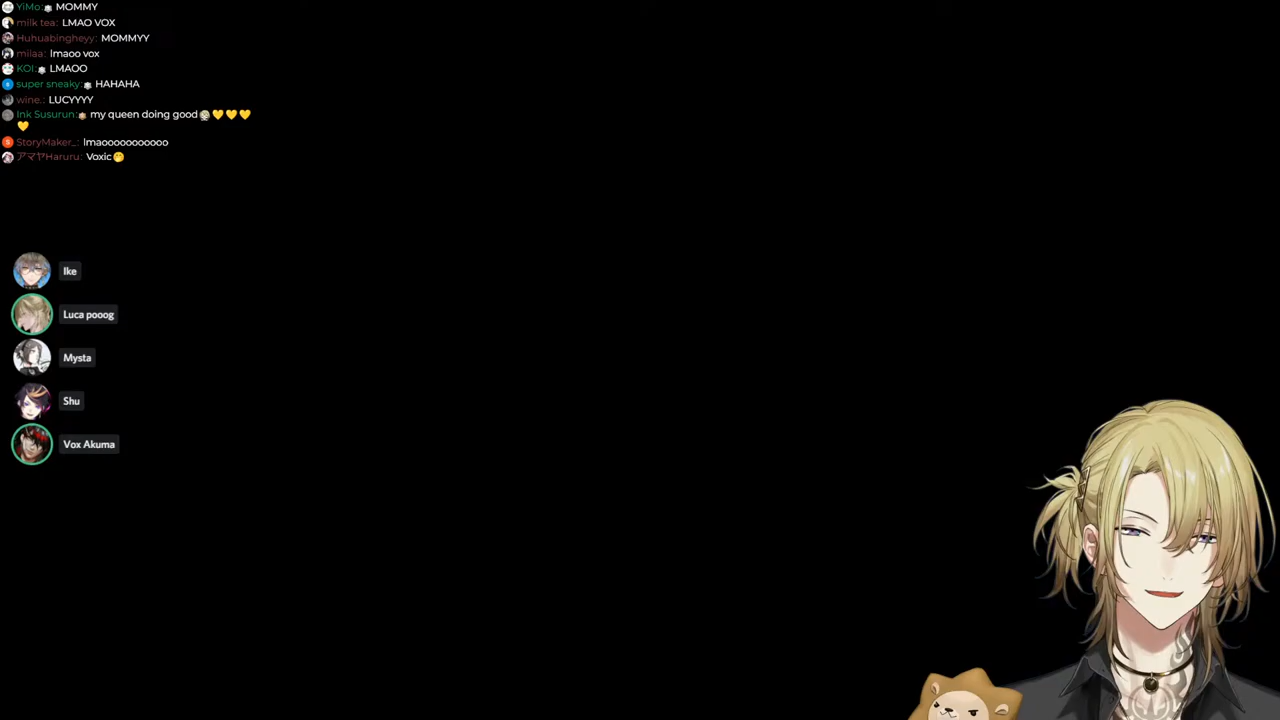 YiMo: MOMMY
milk tea: LMAO VOX
Huhuabingheyy: MOMMYY
miiaa: lmaoo vox
KOI: LMAOO
super sneaky: HAHAHA
wine.: LUCYYYY
Ink Susurun: my queen doing good
StoryMaker_: lmaooooooooooo
アマヤHaruru: Voxic
Ike
Luca pooog
Mysta
Shu
Vox Akuma